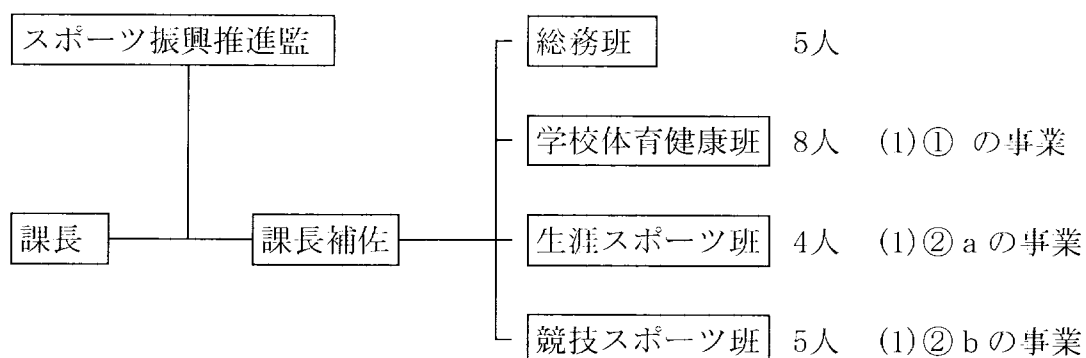 スポーツ振興推進監
総務班 5人
学校体育健康班 8人 (1)① の事業
課長 課長補佐 生涯スポーツ班 4人 (1)② a の事業
競技スポーツ班 5人 (1)② b の事業